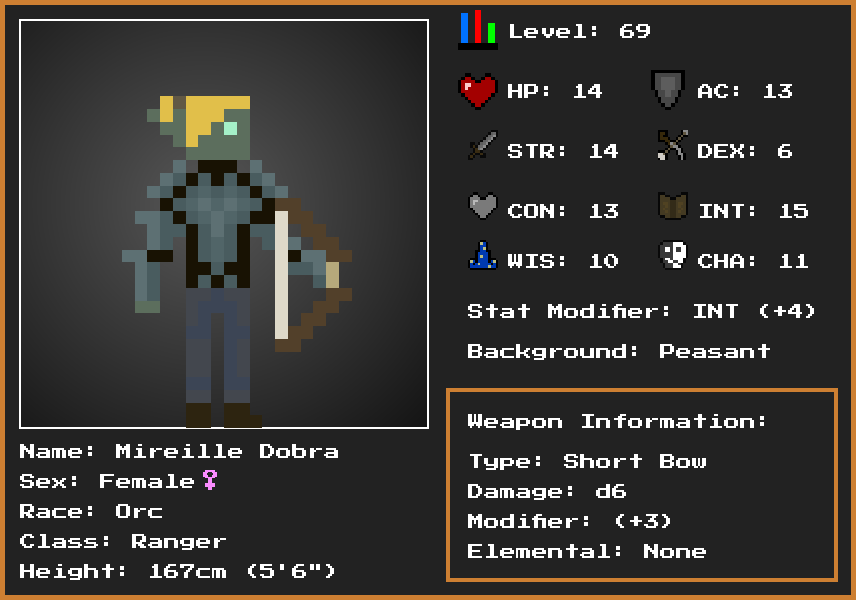 Level: 69
HP: 14
AC: 13
STR: 14
DEX: 6
CON: 13
INT: 15
WIS: 10
CHA: 11
Stat Modifier: INT (+4)
Background: Peasant
Weapon Information:
Type: Short Bow
Damage: d6
Modifier: (+3)
Elemental: None
Name: Mireille Dobra
Sex: Female♀
Race: Orc
Class: Ranger
Height: 167cm (5'6")